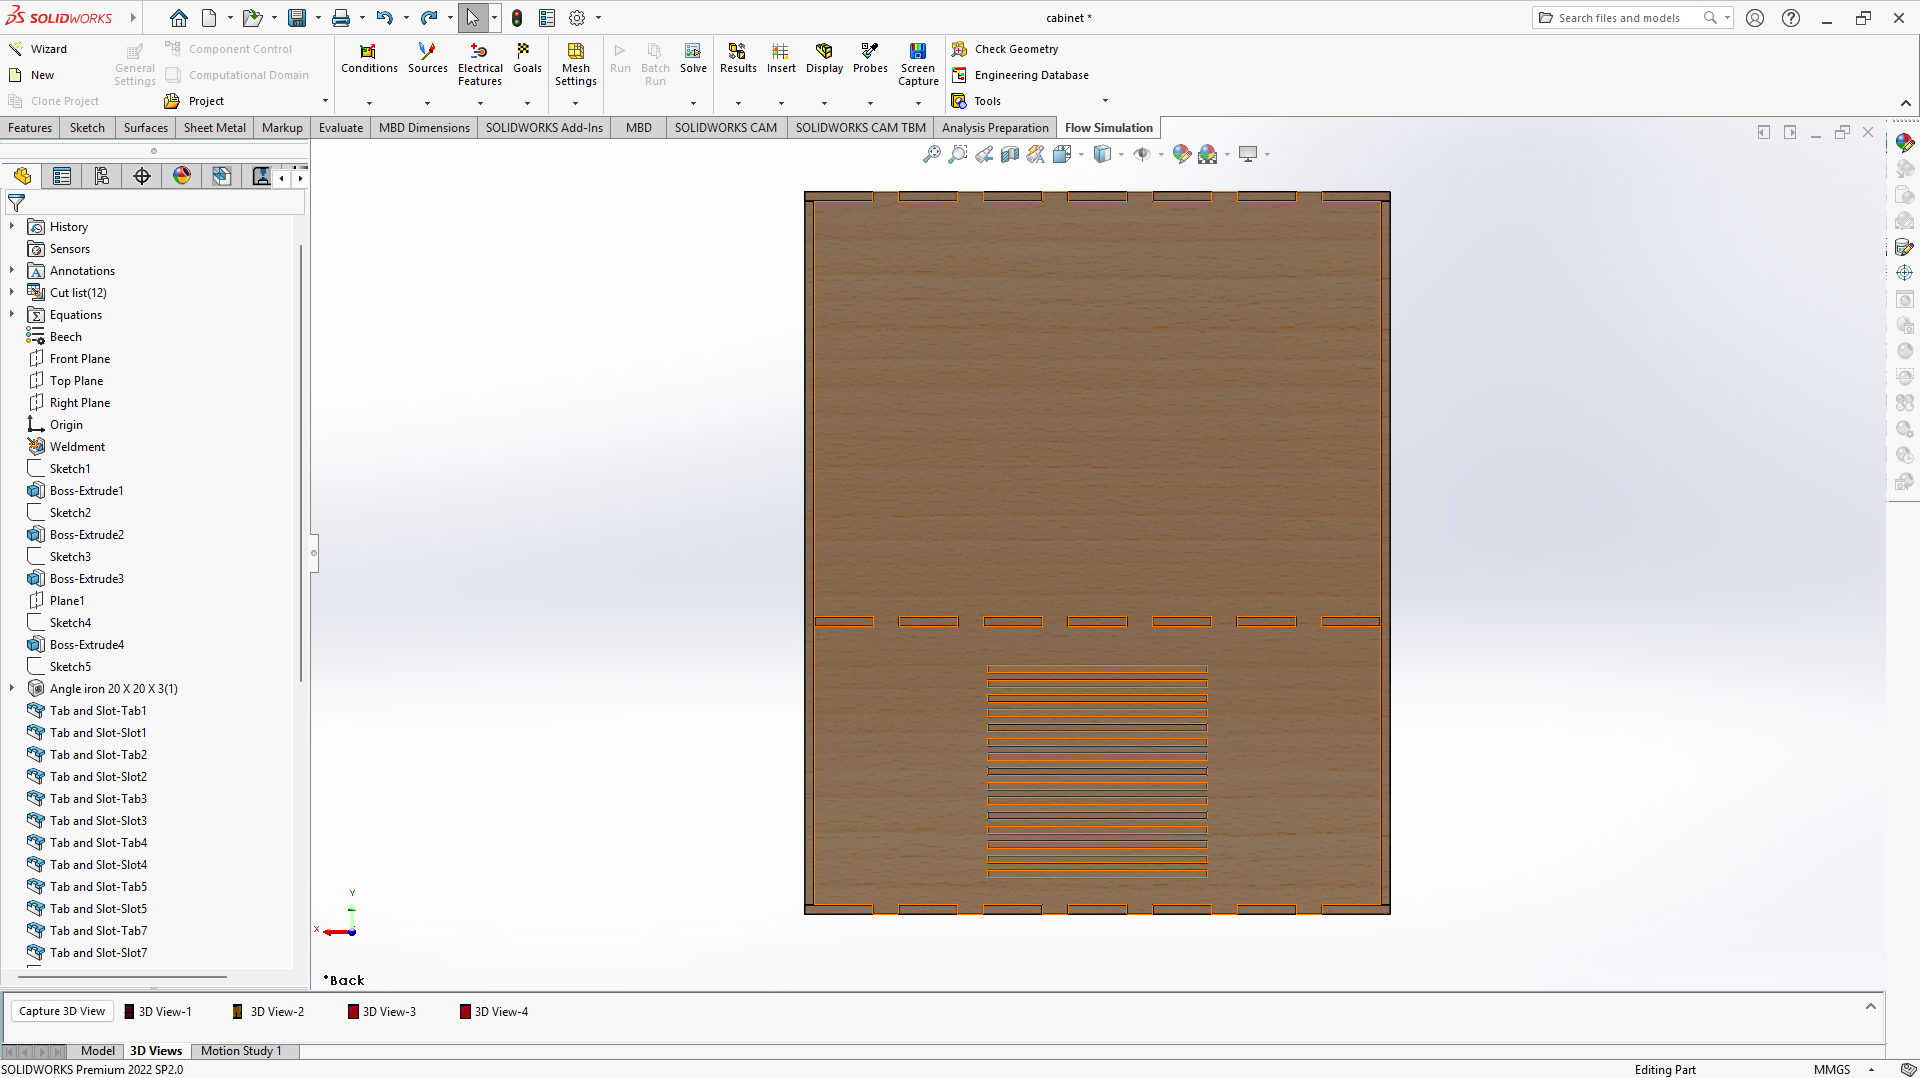 SOLIDWORKS
cabinet *
Search files and models
Wizard
New
Clone Project
General Settings
Component Control
Computational Domain
Project
Conditions
Sources
Electrical Features
Goals
Mesh Settings
Run
Batch Run
Solve
Results
Insert
Display
Probes
Screen Capture
Check Geometry
Engineering Database
Tools
Features
Sketch
Surfaces
Sheet Metal
Markup
Evaluate
MBD Dimensions
SOLIDWORKS Add-Ins
MBD
SOLIDWORKS CAM
SOLIDWORKS CAM TBM
Analysis Preparation
Flow Simulation
History
Sensors
Annotations
Cut list(12)
Equations
Beech
Front Plane
Top Plane
Right Plane
Origin
Weldment
Sketch1
Boss-Extrude1
Sketch2
Boss-Extrude2
Sketch3
Boss-Extrude3
Plane1
Sketch4
Boss-Extrude4
Sketch5
Angle iron 20 X 20 X 3(1)
Tab and Slot-Tab1
Tab and Slot-Slot1
Tab and Slot-Tab2
Tab and Slot-Slot2
Tab and Slot-Tab3
Tab and Slot-Slot3
Tab and Slot-Tab4
Tab and Slot-Slot4
Tab and Slot-Tab5
Tab and Slot-Slot5
Tab and Slot-Tab7
Tab and Slot-Slot7
Y
X
*Back
Capture 3D View
3D View-1
3D View-2
3D View-3
3D View-4
Model
3D Views
Motion Study 1
SOLIDWORKS Premium 2022 SP2.0
Editing Part
MMGS